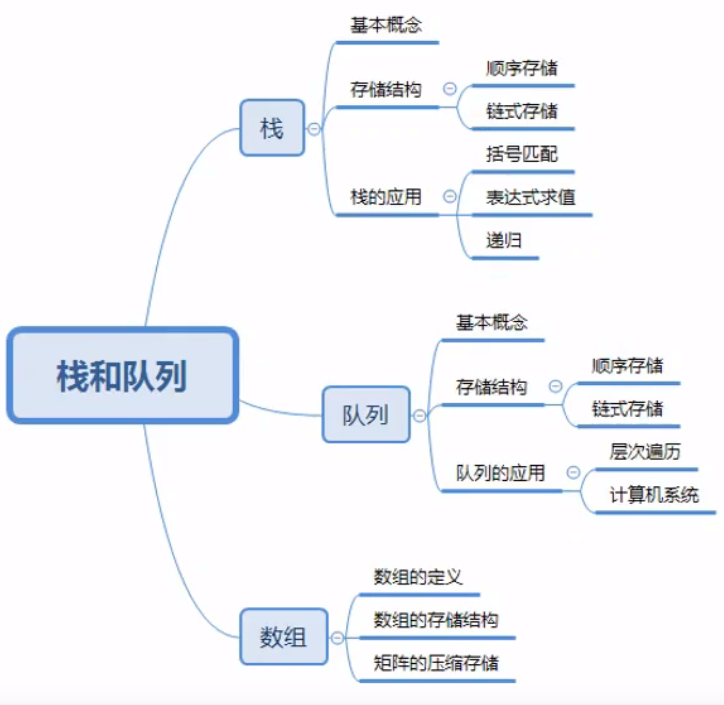 栈和队列
栈
基本概念
存储结构
顺序存储
链式存储
栈的应用
括号匹配
表达式求值
递归
队列
基本概念
存储结构
顺序存储
链式存储
队列的应用
层次遍历
计算机系统
数组
数组的定义
数组的存储结构
矩阵的压缩存储